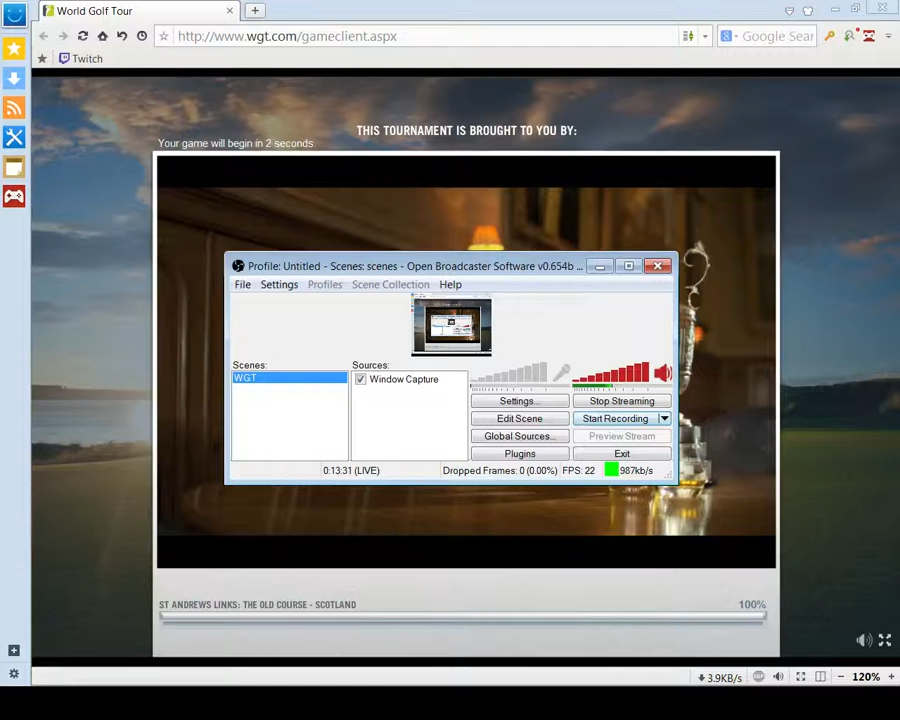 World Golf Tour
http://www.wgt.com/gameclient.aspx
Google Sear
Twitch
THIS TOURNAMENT IS BROUGHT TO YOU BY:
Your game will begin in 2 seconds
Profile: Untitled - Scenes: scenes - Open Broadcaster Software v0.654b ...
File Settings Profiles Scene Collection Help
Scenes: Sources:
WGT Window Capture
Settings... Stop Streaming
Edit Scene Start Recording
Global Sources... Preview Stream
Plugins Exit
0:13:31 (LIVE) Dropped Frames: 0 (0.00%) FPS: 22 987kb/s
ST ANDREWS LINKS: THE OLD COURSE - SCOTLAND 100%
3.9KB/s 120%